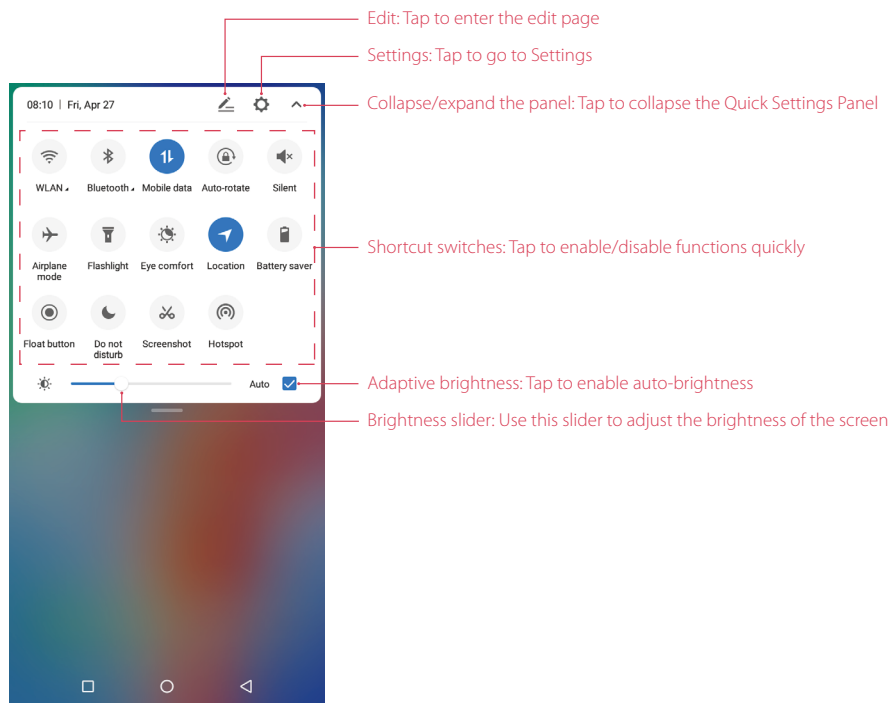 Edit: Tap to enter the edit page
Settings: Tap to go to Settings
08:10 | Fri, Apr 27
Collapse/expand the panel: Tap to collapse the Quick Settings Panel
WLAN Bluetooth Mobile data Auto-rotate Silent
Shortcut switches: Tap to enable/disable functions quickly
Airplane mode Flashlight Eye comfort Location Battery saver
Float button Do not disturb Screenshot Hotspot
Auto
Adaptive brightness: Tap to enable auto-brightness
Brightness slider: Use this slider to adjust the brightness of the screen